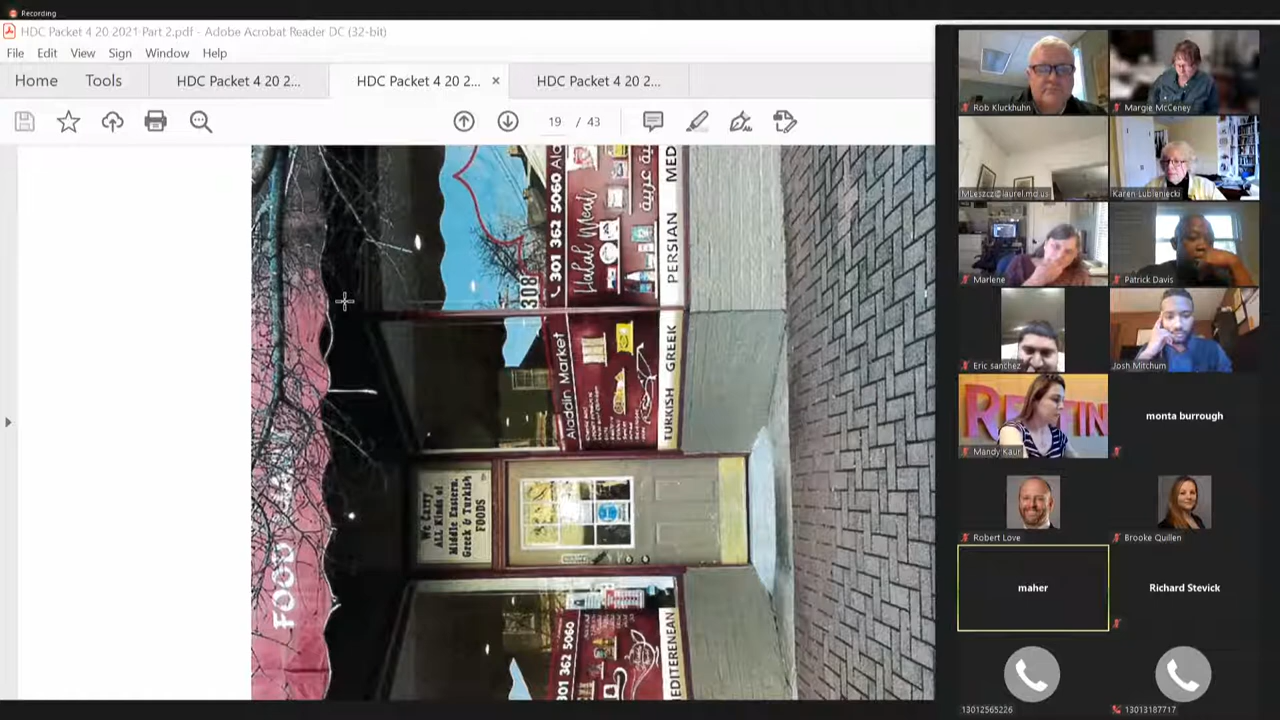 Recording
HDC Packet 4 20 2021 Part 2.pdf - Adobe Acrobat Reader DC (32-bit)
File Edit View Sign Window Help
Home Tools HDC Packet 4 20 2... HDC Packet 4 20 2... × HDC Packet 4 20 2...
19 / 43
FOOD
We Carry
ALL Kinds of
Middle Eastern,
Greek & Turkish
FOODS
308
301 362 5060
Halal Meat
عربية
PERSIAN MED
Aladdin Market
TURKISH GREEK
301 362 5060
EDITERENEAN
Rob Kluckhuhn
Margie McCeney
MLeszcz@laurel.md.us
Karen Lubieniecki
Marlene
Patrick Davis
Eric sanchez
Josh Mitchum
Mandy Kaur
monta burrough
Robert Love
Brooke Quillen
maher
Richard Stevick
13012565226
13013187717